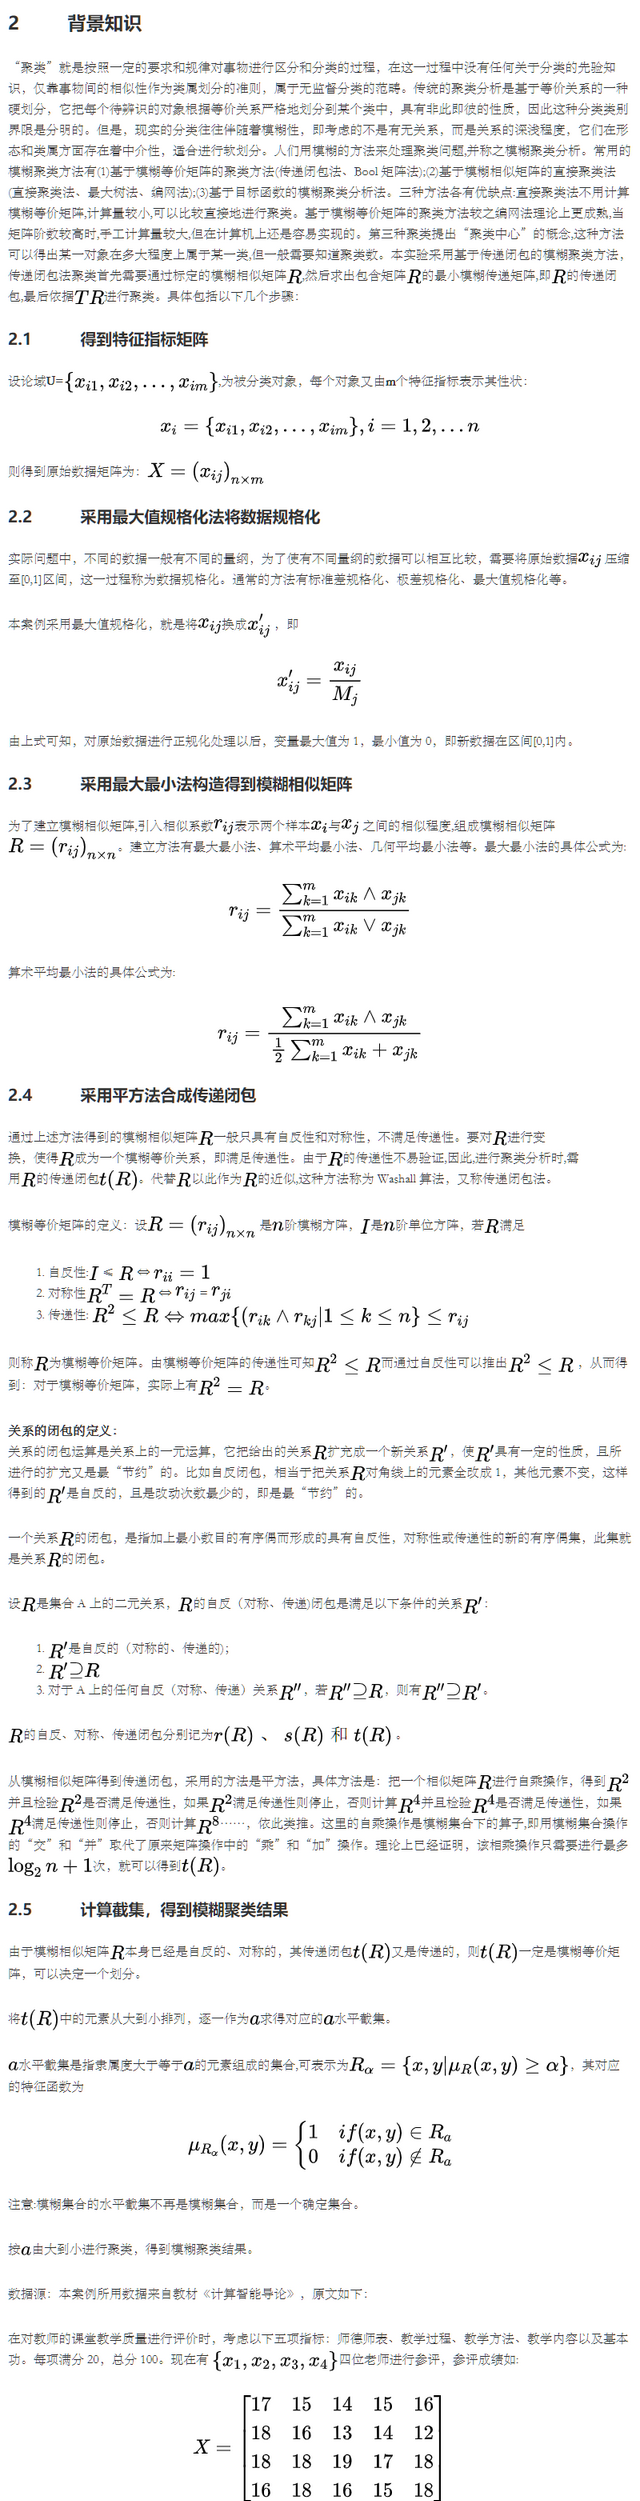 2 背景知识
“聚类”就是按照一定的要求和规律对事物进行区分和分类的过程，在这一过程中没有任何关于分类的先验知
识，仅靠事物间的相似性作为类属划分的准则，属于无监督分类的范畴。传统的聚类分析是基于等价关系的一种
硬划分，它把每个待辨识的对象根据等价关系严格地划分到某个类中，具有非此即彼的性质，因此这种分类类别
界限是分明的。但是，现实的分类往往伴随着模糊性，即考虑的不是有无关系，而是关系的深浅程度，它们在形
态和类属方面存在着中介性，适合进行软划分。人们用模糊的方法来处理聚类问题,并称之模糊聚类分析。常用的
模糊聚类方法有(1)基于模糊等价矩阵的聚类方法(传递闭包法、Bool 矩阵法);(2)基于模糊相似矩阵的直接聚类法
(直接聚类法、最大树法、编网法);(3)基于目标函数的模糊聚类分析法。三种方法各有优缺点:直接聚类法不用计算
模糊等价矩阵,计算量较小,可以比较直接地进行聚类。基于模糊等价矩阵的聚类方法较之编网法理论上更成熟,当
矩阵阶数较高时,手工计算量较大,但在计算机上还是容易实现的。第三种聚类提出“聚类中心”的概念,这种方法
可以得出某一对象在多大程度上属于某一类,但一般需要知道聚类数。本实验采用基于传递闭包的模糊聚类方法，
传递闭包法聚类首先需要通过标定的模糊相似矩阵R,然后求出包含矩阵R的最小模糊传递矩阵,即R的传递闭
包,最后依据TR进行聚类。具体包括以下几个步骤：
2.1 得到特征指标矩阵
设论域U={x_{i1}, x_{i2}, . . . , x_{im}},为被分类对象，每个对象又由m个特征指标表示其性状：
x_i = {x_{i1}, x_{i2}, . . . , x_{im}}, i = 1, 2, . . . n
则得到原始数据矩阵为：X = (x_{ij})_{n×m}
2.2 采用最大值规格化法将数据规格化
实际问题中，不同的数据一般有不同的量纲，为了使有不同量纲的数据可以相互比较，需要将原始数据x_{ij} 压缩
至[0,1]区间，这一过程称为数据规格化。通常的方法有标准差规格化、极差规格化、最大值规格化等。
本案例采用最大值规格化，就是将x_{ij}换成x'_{ij} ，即
x'_{ij} = x_{ij} / M_j
由上式可知，对原始数据进行正规化处理以后，变量最大值为 1，最小值为 0，即新数据在区间[0,1]内。
2.3 采用最大最小法构造得到模糊相似矩阵
为了建立模糊相似矩阵,引入相似系数r_{ij}表示两个样本x_i与x_j 之间的相似程度,组成模糊相似矩阵
R = (r_{ij})_{n×n}。建立方法有最大最小法、算术平均最小法、几何平均最小法等。最大最小法的具体公式为:
r_{ij} = ∑_{k=1}^{m} x_{ik} ∧ x_{jk} / ∑_{k=1}^{m} x_{ik} ∨ x_{jk}
算术平均最小法的具体公式为:
r_{ij} = ∑_{k=1}^{m} x_{ik} ∧ x_{jk} / 1/2 ∑_{k=1}^{m} x_{ik} + x_{jk}
2.4 采用平方法合成传递闭包
通过上述方法得到的模糊相似矩阵R一般只具有自反性和对称性，不满足传递性。要对R进行变
换，使得R成为一个模糊等价关系，即满足传递性。由于R的传递性不易验证,因此,进行聚类分析时,需
用R的传递闭包t(R)。代替R以此作为R的近似,这种方法称为 Washall 算法，又称传递闭包法。
模糊等价矩阵的定义：设R = (r_{ij})_{n×n} 是n阶模糊方阵，I是n阶单位方阵，若R满足
1. 自反性:I ⩽ R ⇔ r_{ii} = 1
2. 对称性R^T = R ⇔ r_{ij} = r_{ji}
3. 传递性: R² ≤ R ⇔ max{(r_{ik} ∧ r_{kj}|1 ≤ k ≤ n} ≤ r_{ij}
则称R为模糊等价矩阵。由模糊等价矩阵的传递性可知R² ≤ R而通过自反性可以推出R² ≤ R ，从而得
到：对于模糊等价矩阵，实际上有R² = R。
关系的闭包的定义：
关系的闭包运算是关系上的一元运算，它把给出的关系R扩充成一个新关系R′，使R′具有一定的性质，且所
进行的扩充又是最“节约”的。比如自反闭包，相当于把关系R对角线上的元素全改成 1，其他元素不变，这样
得到的R′是自反的，且是改动次数最少的，即是最“节约”的。
一个关系R的闭包，是指加上最小数目的有序偶而形成的具有自反性，对称性或传递性的新的有序偶集，此集就
是关系R的闭包。
设R是集合 A 上的二元关系，R的自反（对称、传递)闭包是满足以下条件的关系R′：
1. R′是自反的（对称的、传递的);
2. R′⊇R
3. 对于 A 上的任何自反（对称、传递）关系R″，若R″⊇R，则有R″⊇R′。
R的自反、对称、传递闭包分别记为r(R) 、 s(R) 和 t(R) 。
从模糊相似矩阵得到传递闭包，采用的方法是平方法，具体方法是：把一个相似矩阵R进行自乘操作，得到R²
并且检验R²是否满足传递性，如果R²满足传递性则停止，否则计算R⁴并且检验R⁴是否满足传递性，如果
R⁴满足传递性则停止，否则计算R⁸……，依此类推。这里的自乘操作是模糊集合下的算子,即用模糊集合操作
的“交”和“并”取代了原来矩阵操作中的“乘”和“加”操作。理论上已经证明，该相乘操作只需要进行最多
log₂ n + 1次，就可以得到t(R)。
2.5 计算截集，得到模糊聚类结果
由于模糊相似矩阵R本身已经是自反的、对称的，其传递闭包t(R)又是传递的，则t(R)一定是模糊等价矩
阵，可以决定一个划分。
将t(R)中的元素从大到小排列，逐一作为a求得对应的a水平截集。
a水平截集是指隶属度大于等于a的元素组成的集合,可表示为R_α = {x, y|μ_R(x, y) ≥ α}，其对应
的特征函数为
μ_{R_α}(x, y) = { 1 if(x, y) ∈ R_a
0 if(x, y) ∉ R_a
注意:模糊集合的水平截集不再是模糊集合，而是一个确定集合。
按a由大到小进行聚类，得到模糊聚类结果。
数据源：本案例所用数据来自教材《计算智能导论》，原文如下：
在对教师的课堂教学质量进行评价时，考虑以下五项指标：师德师表、教学过程、教学方法、教学内容以及基本
功。每项满分 20，总分 100。现在有 {x₁, x₂, x₃, x₄}四位老师进行参评，参评成绩如:
17 15 14 15 16
18 16 13 14 12
X =
18 18 19 17 18
16 18 16 15 18